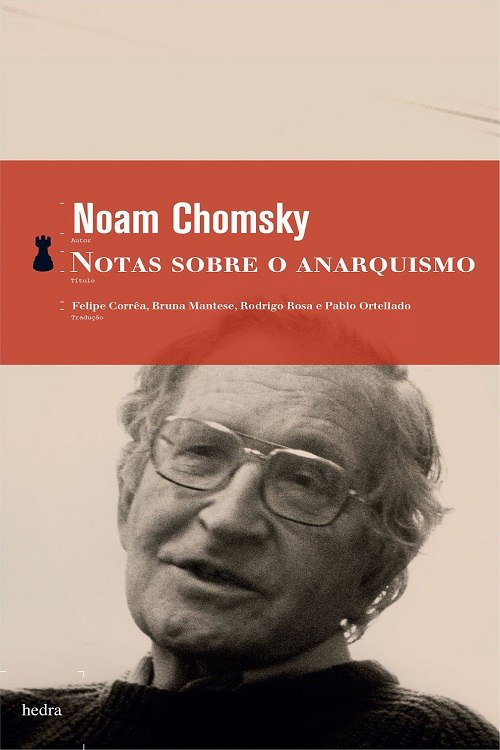 Noam Chomsky
Autor
Notas sobre o anarquismo
Título
Felipe Corrêa, Bruna Mantese, Rodrigo Rosa e Pablo Ortellado
Tradução
hedra